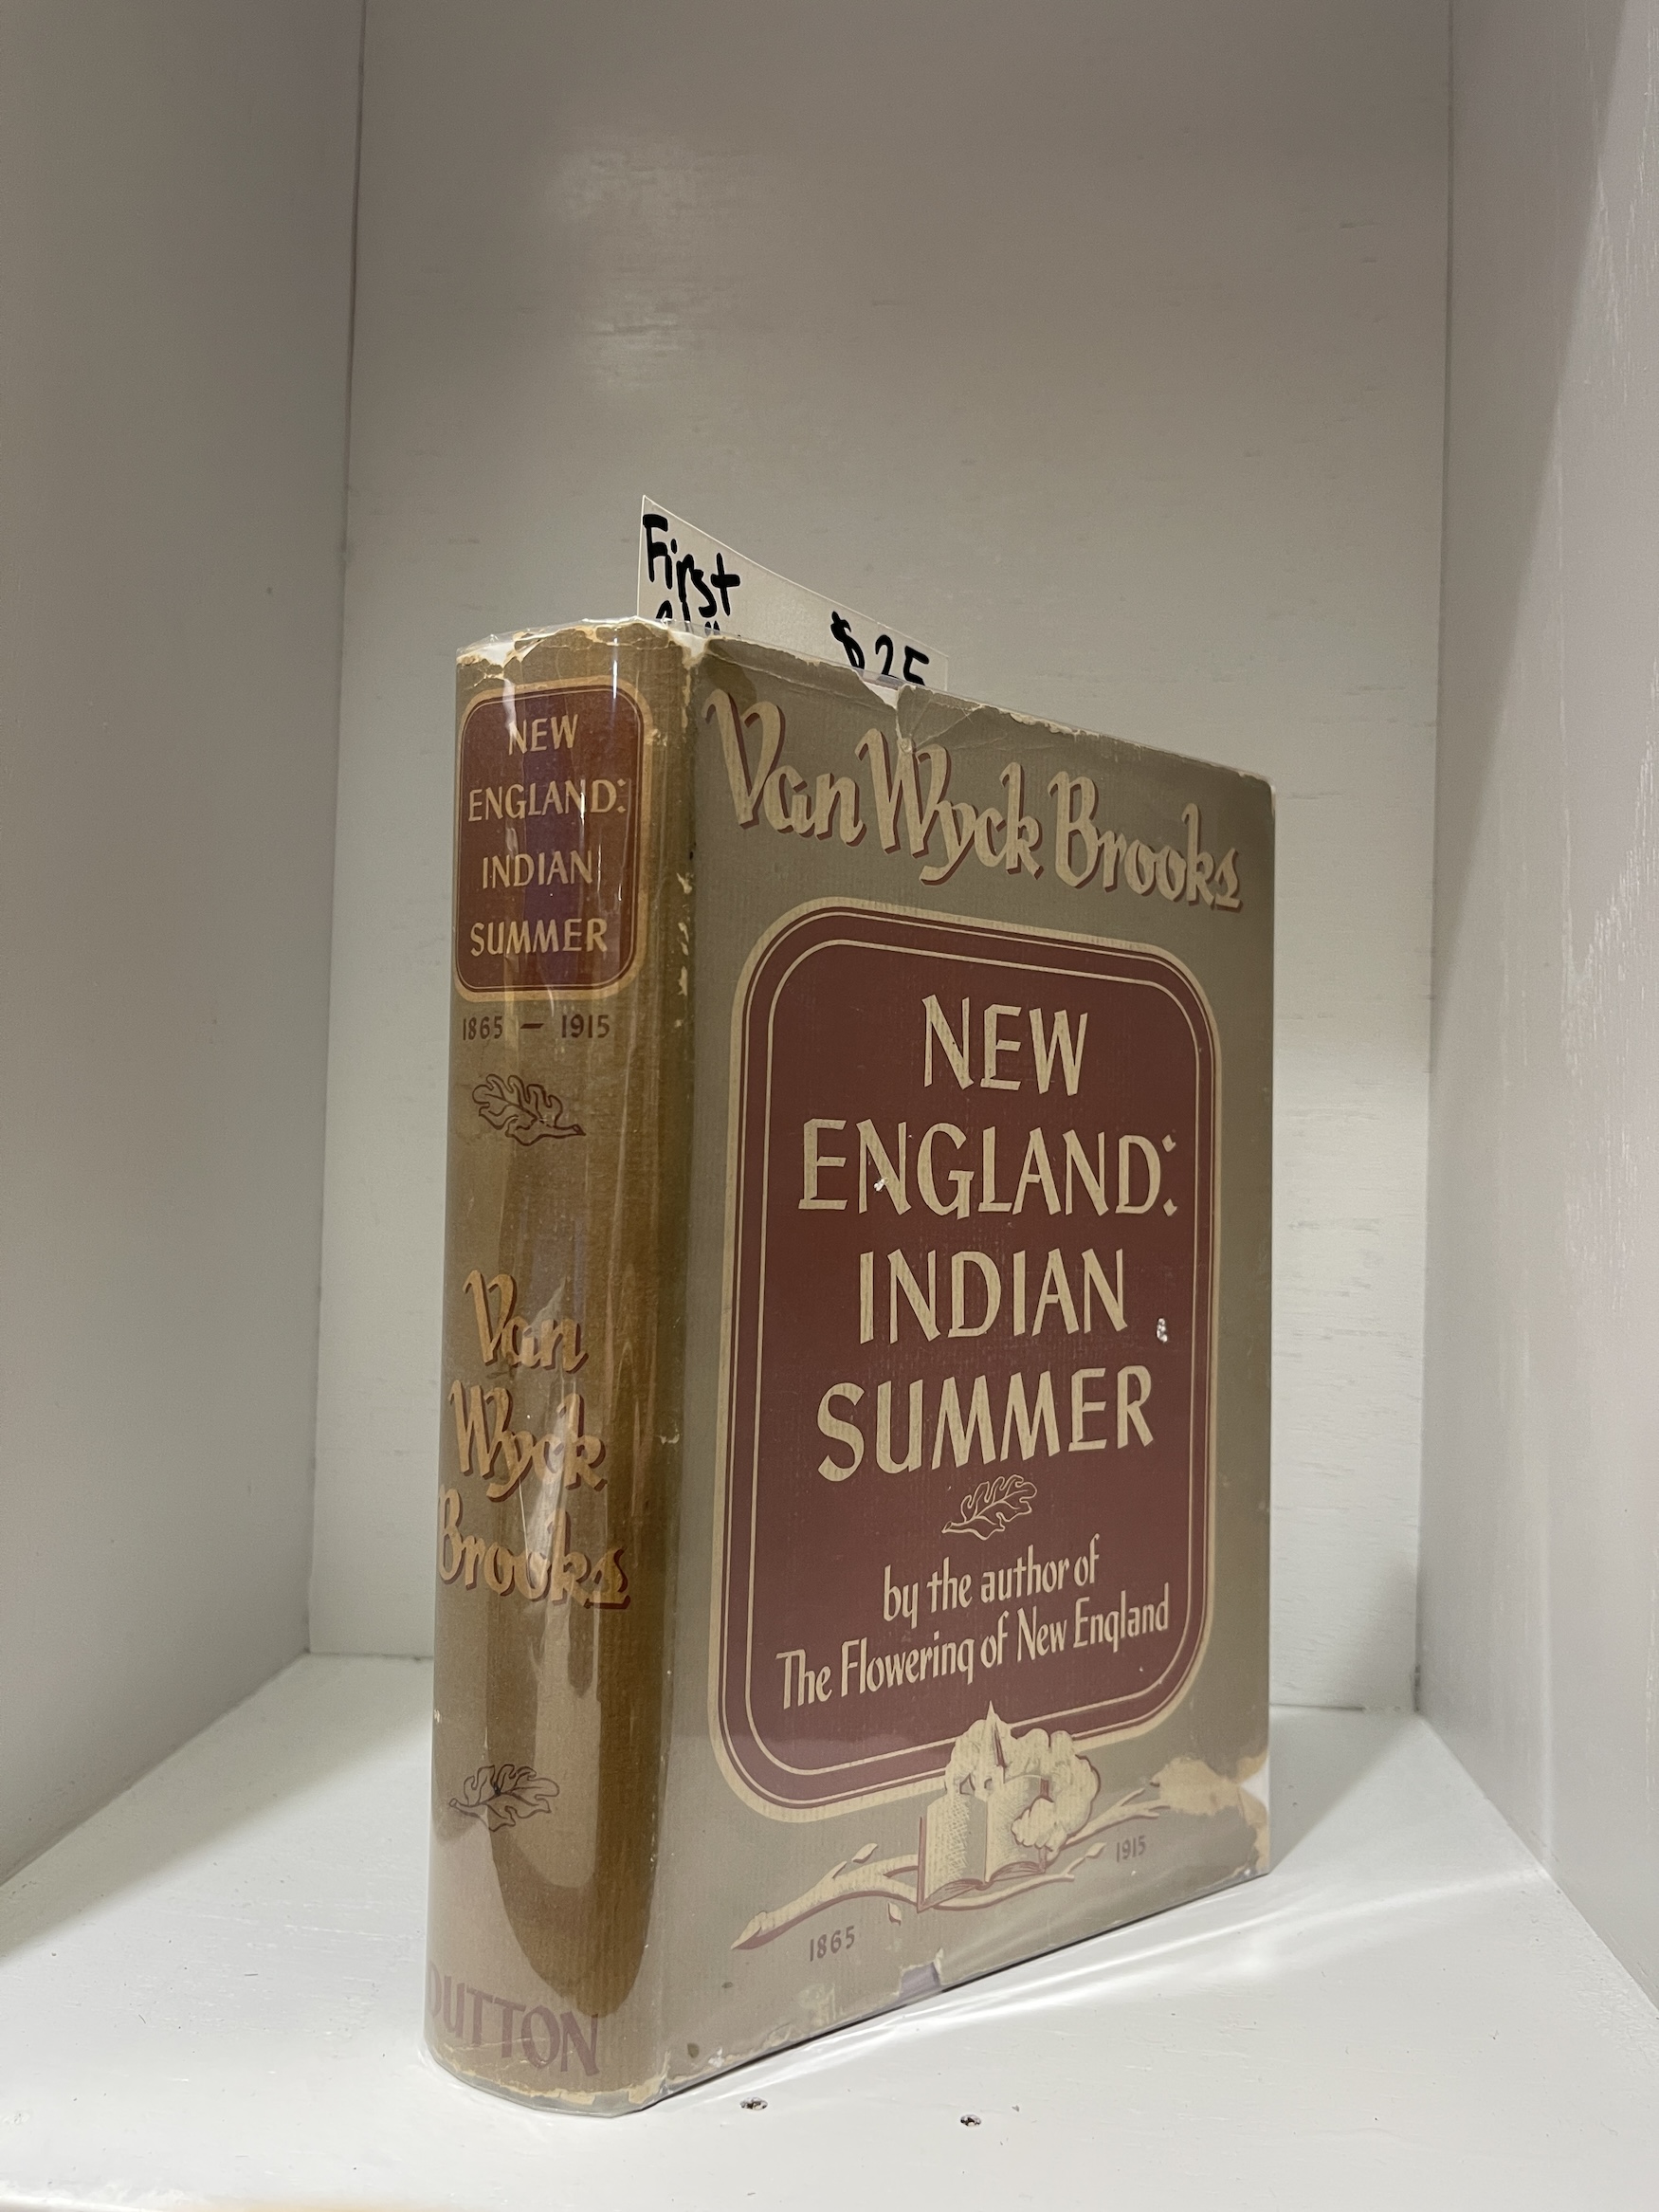 First
$25
NEW
ENGLAND:
INDIAN
SUMMER
1865 — 1915
Van
Wyck
Brooks
DUTTON
Van Wyck Brooks
NEW
ENGLAND:
INDIAN
SUMMER
by the author of
The Flowering of New England
1865
1915